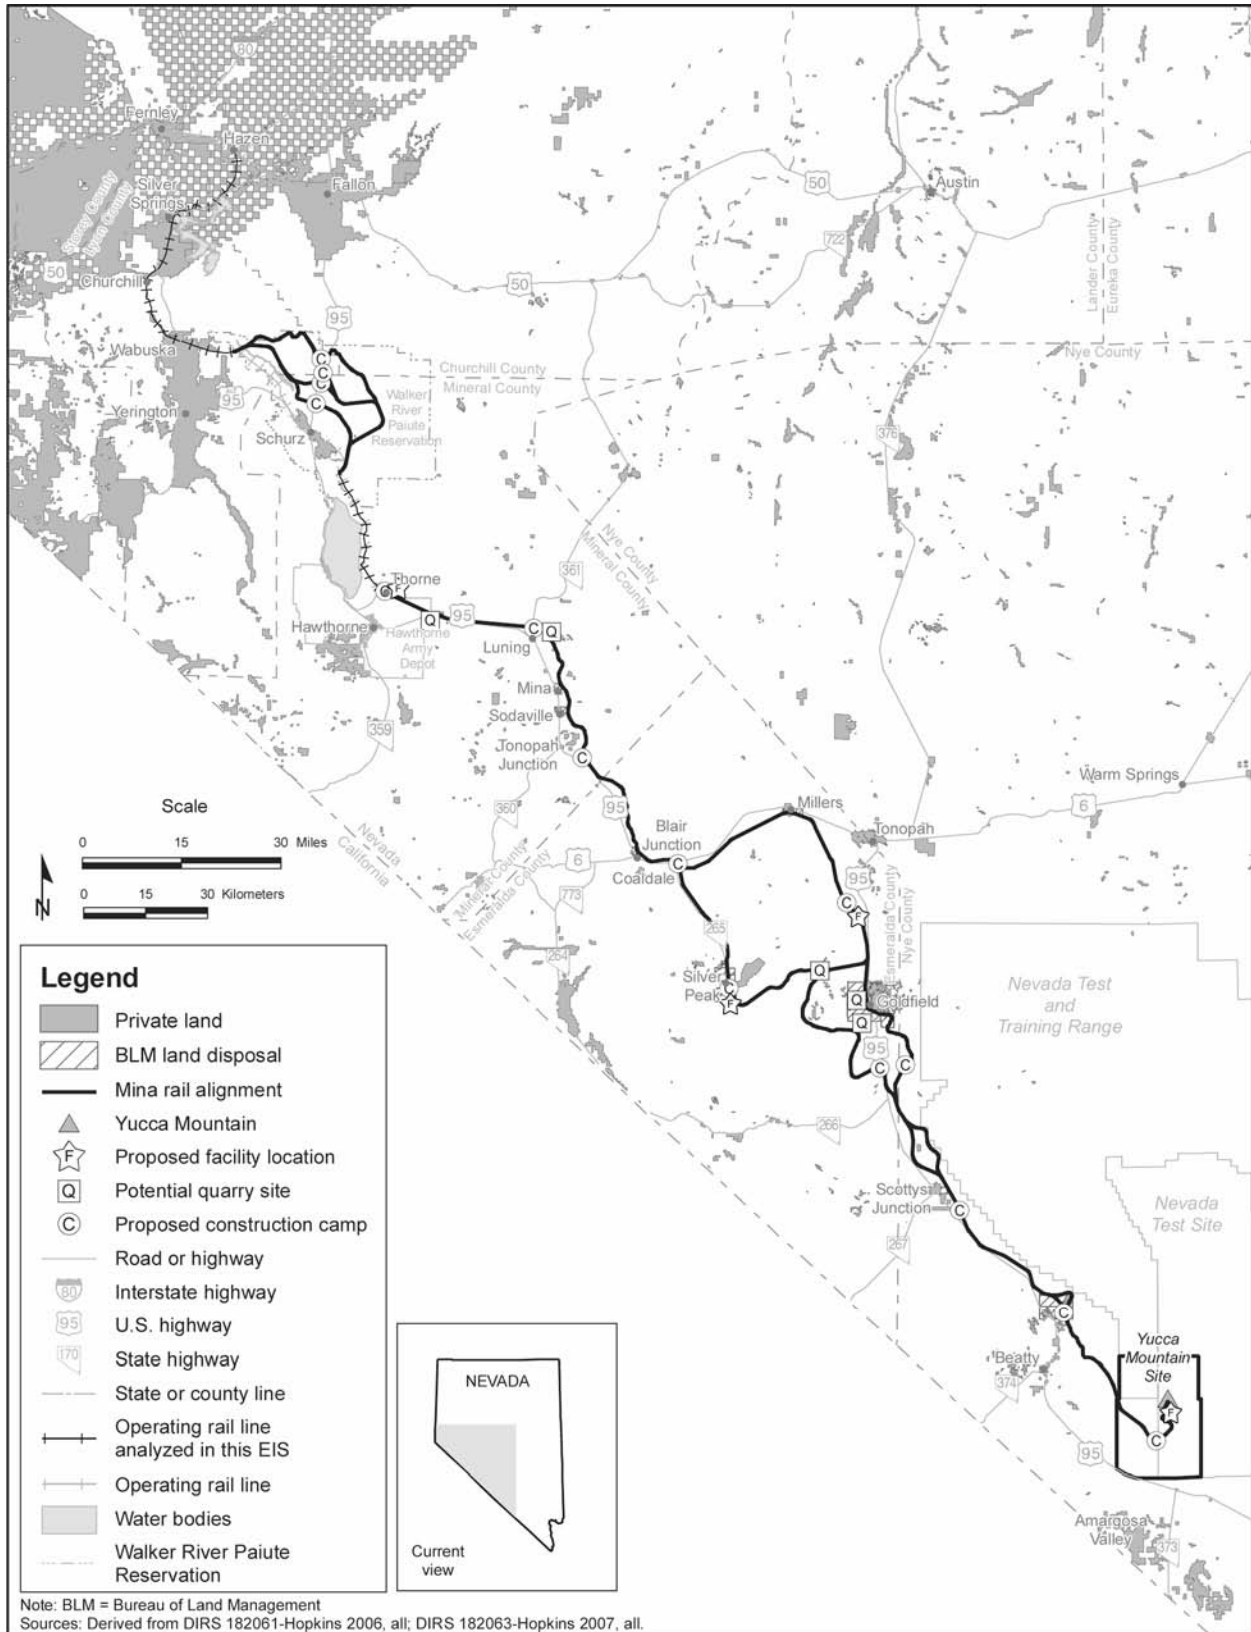 80
Fernley
Hazen
Silver
Springs
Fallon
Storey County
Lyon County
50
Churchill
50
Austin
722
50
Lander County
Eureka County
95
Wabuska
Churchill County
Mineral County
Nye County
95
Yerington
Walker
River
Paiute
Reservation
Schurz
C
C
C
C
376
Nye County
Mineral County
361
C
F
Thorne
Q
95
C
Q
Hawthorne
Hawthorne
Army
Depot
Luning
Mina
Sodaville
359
Tonopah
Junction
C
Warm Springs
Scale
0 15 30 Miles
0 15 30 Kilometers
N
Nevada
California
360
95
Millers
6
Blair
Junction
Tonopah
6
C
Coaldale
Mineral County
Esmeralda County
773
95
C
F
Esmeralda County
Nye County
265
264
Silver
Peak
C
F
Q
Q
Goldfield
Q
95
C
C
Nevada Test
and
Training Range
266
Scottys
Junction
C
Nevada
Test Site
267
C
Beatty
374
Yucca
Mountain
Site
F
C
95
Amargosa
Valley
373
Legend
Private land
BLM land disposal
Mina rail alignment
Yucca Mountain
F Proposed facility location
Q Potential quarry site
C Proposed construction camp
Road or highway
80 Interstate highway
95 U.S. highway
170 State highway
State or county line
Operating rail line
analyzed in this EIS
Operating rail line
Water bodies
Walker River Paiute
Reservation
NEVADA
Current
view
Note: BLM = Bureau of Land Management
Sources: Derived from DIRS 182061-Hopkins 2006, all; DIRS 182063-Hopkins 2007, all.